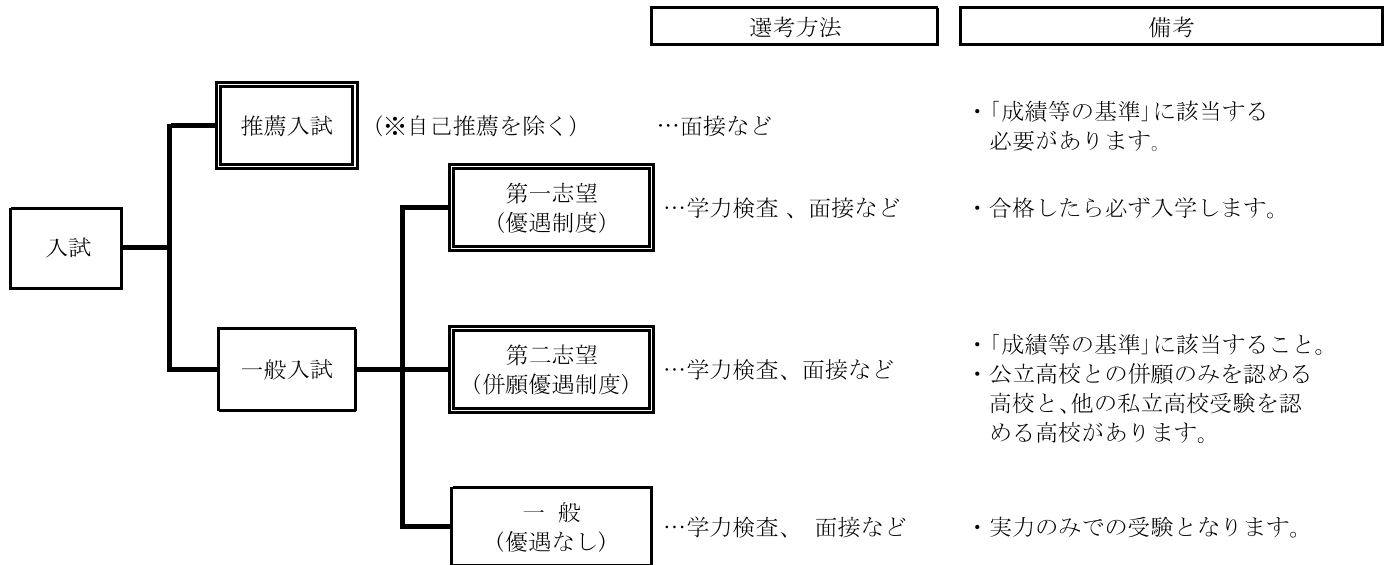 選考方法
備考
推薦入試
（※自己推薦を除く）
…面接など
・「成績等の基準」に該当する
必要があります。
第一志望
（優遇制度）
…学力検査 、面接など
・合格したら必ず入学します。
入試
一般入試
第二志望
（併願優遇制度）
…学力検査、面接など
・「成績等の基準」に該当すること。
・公立高校との併願のみを認める
高校と、他の私立高校受験を認
める高校があります。
一 般
（優遇なし）
…学力検査、 面接など
・実力のみでの受験となります。